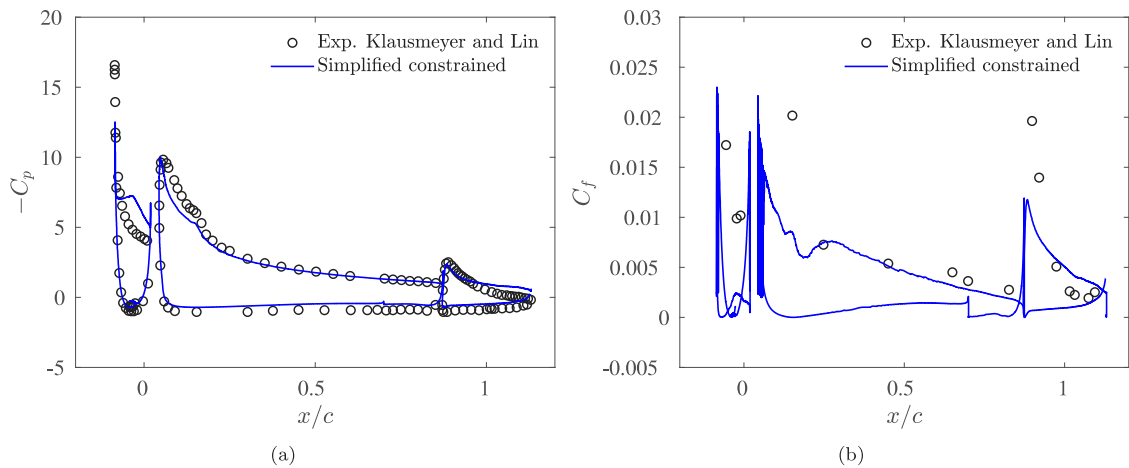 20
15
10
5
0
-5
0
0.5
1
−C_p
x/c
Exp. Klausmeyer and Lin
Simplified constrained
(a)
0.03
0.025
0.02
0.015
0.01
0.005
0
-0.005
0
0.5
1
C_f
x/c
Exp. Klausmeyer and Lin
Simplified constrained
(b)